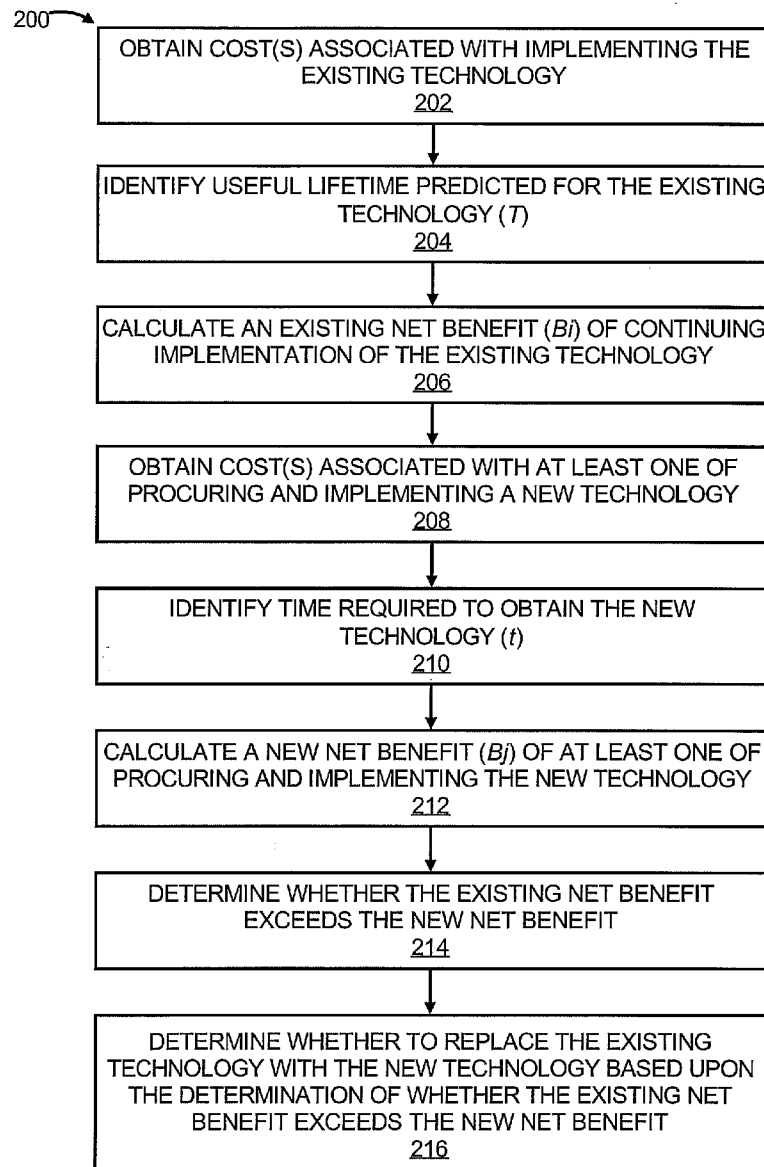 200
OBTAIN COST(S) ASSOCIATED WITH IMPLEMENTING THE
EXISTING TECHNOLOGY
202
IDENTIFY USEFUL LIFETIME PREDICTED FOR THE EXISTING
TECHNOLOGY (T)
204
CALCULATE AN EXISTING NET BENEFIT (Bi) OF CONTINUING
IMPLEMENTATION OF THE EXISTING TECHNOLOGY
206
OBTAIN COST(S) ASSOCIATED WITH AT LEAST ONE OF
PROCURING AND IMPLEMENTING A NEW TECHNOLOGY
208
IDENTIFY TIME REQUIRED TO OBTAIN THE NEW
TECHNOLOGY (t)
210
CALCULATE A NEW NET BENEFIT (Bj) OF AT LEAST ONE OF
PROCURING AND IMPLEMENTING THE NEW TECHNOLOGY
212
DETERMINE WHETHER THE EXISTING NET BENEFIT
EXCEEDS THE NEW NET BENEFIT
214
DETERMINE WHETHER TO REPLACE THE EXISTING
TECHNOLOGY WITH THE NEW TECHNOLOGY BASED UPON
THE DETERMINATION OF WHETHER THE EXISTING NET
BENEFIT EXCEEDS THE NEW NET BENEFIT.
216